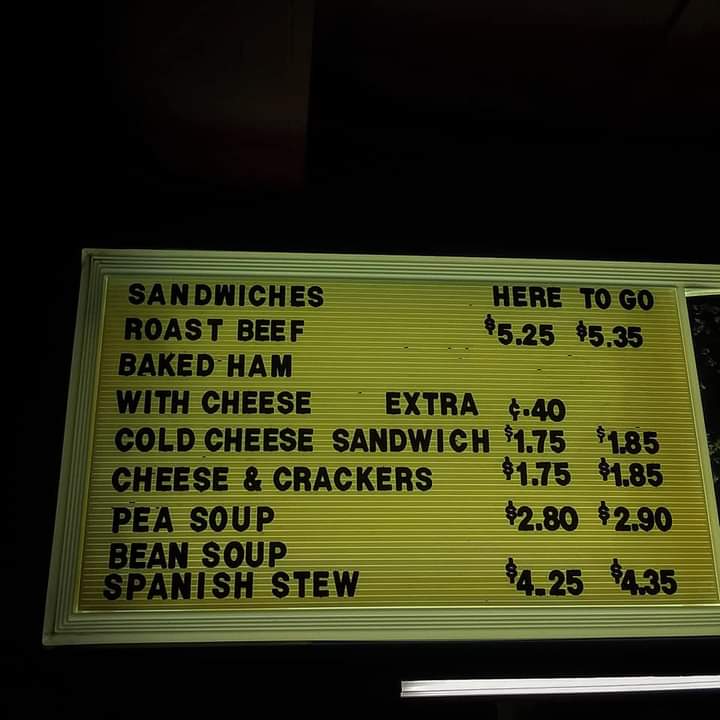 SANDWICHES HERE TO GO
ROAST BEEF $5.25 $5.35
BAKED HAM
WITH CHEESE EXTRA ¢.40
COLD CHEESE SANDWICH $1.75 $1.85
CHEESE & CRACKERS $1.75 $1.85
PEA SOUP $2.80 $2.90
BEAN SOUP
SPANISH STEW $4.25 $4.35